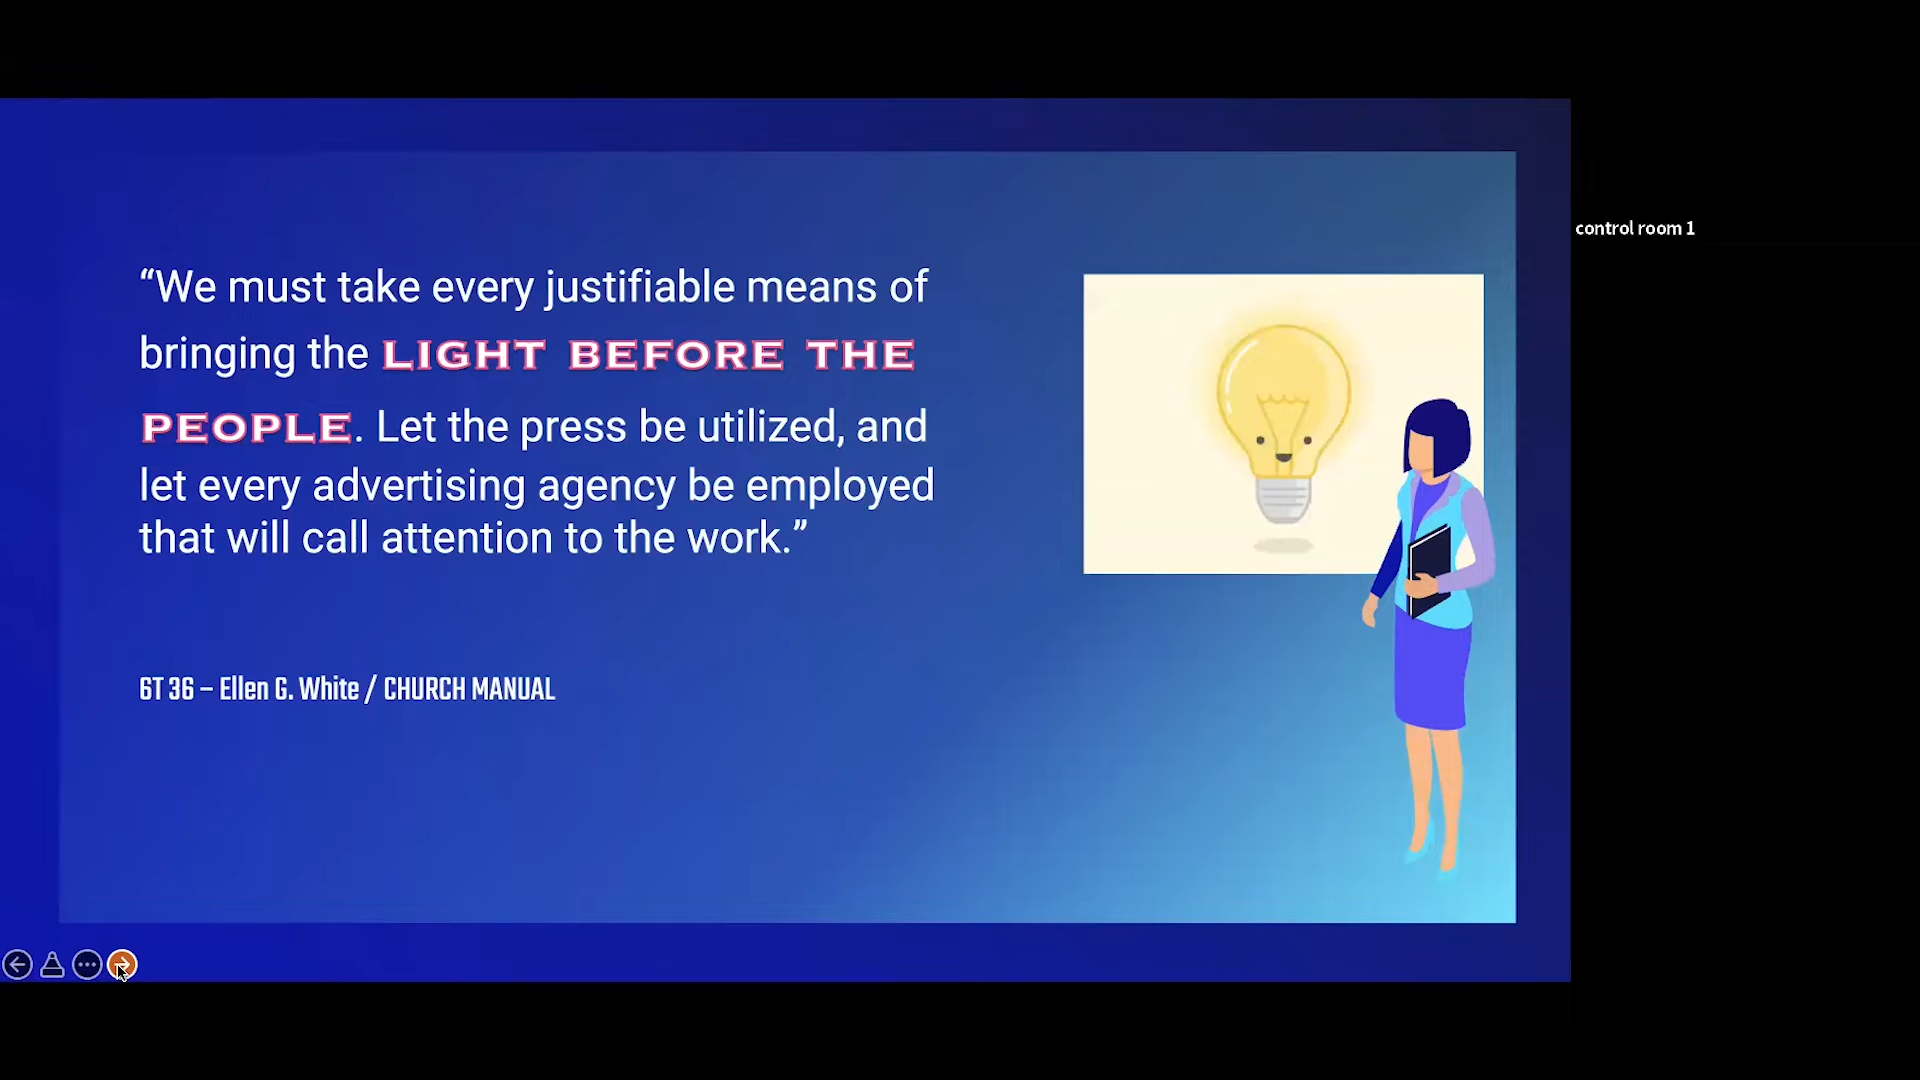 “We must take every justifiable means of
bringing the LIGHT BEFORE THE
PEOPLE. Let the press be utilized, and
let every advertising agency be employed
that will call attention to the work.”
6T 36 – Ellen G. White / CHURCH MANUAL
control room 1